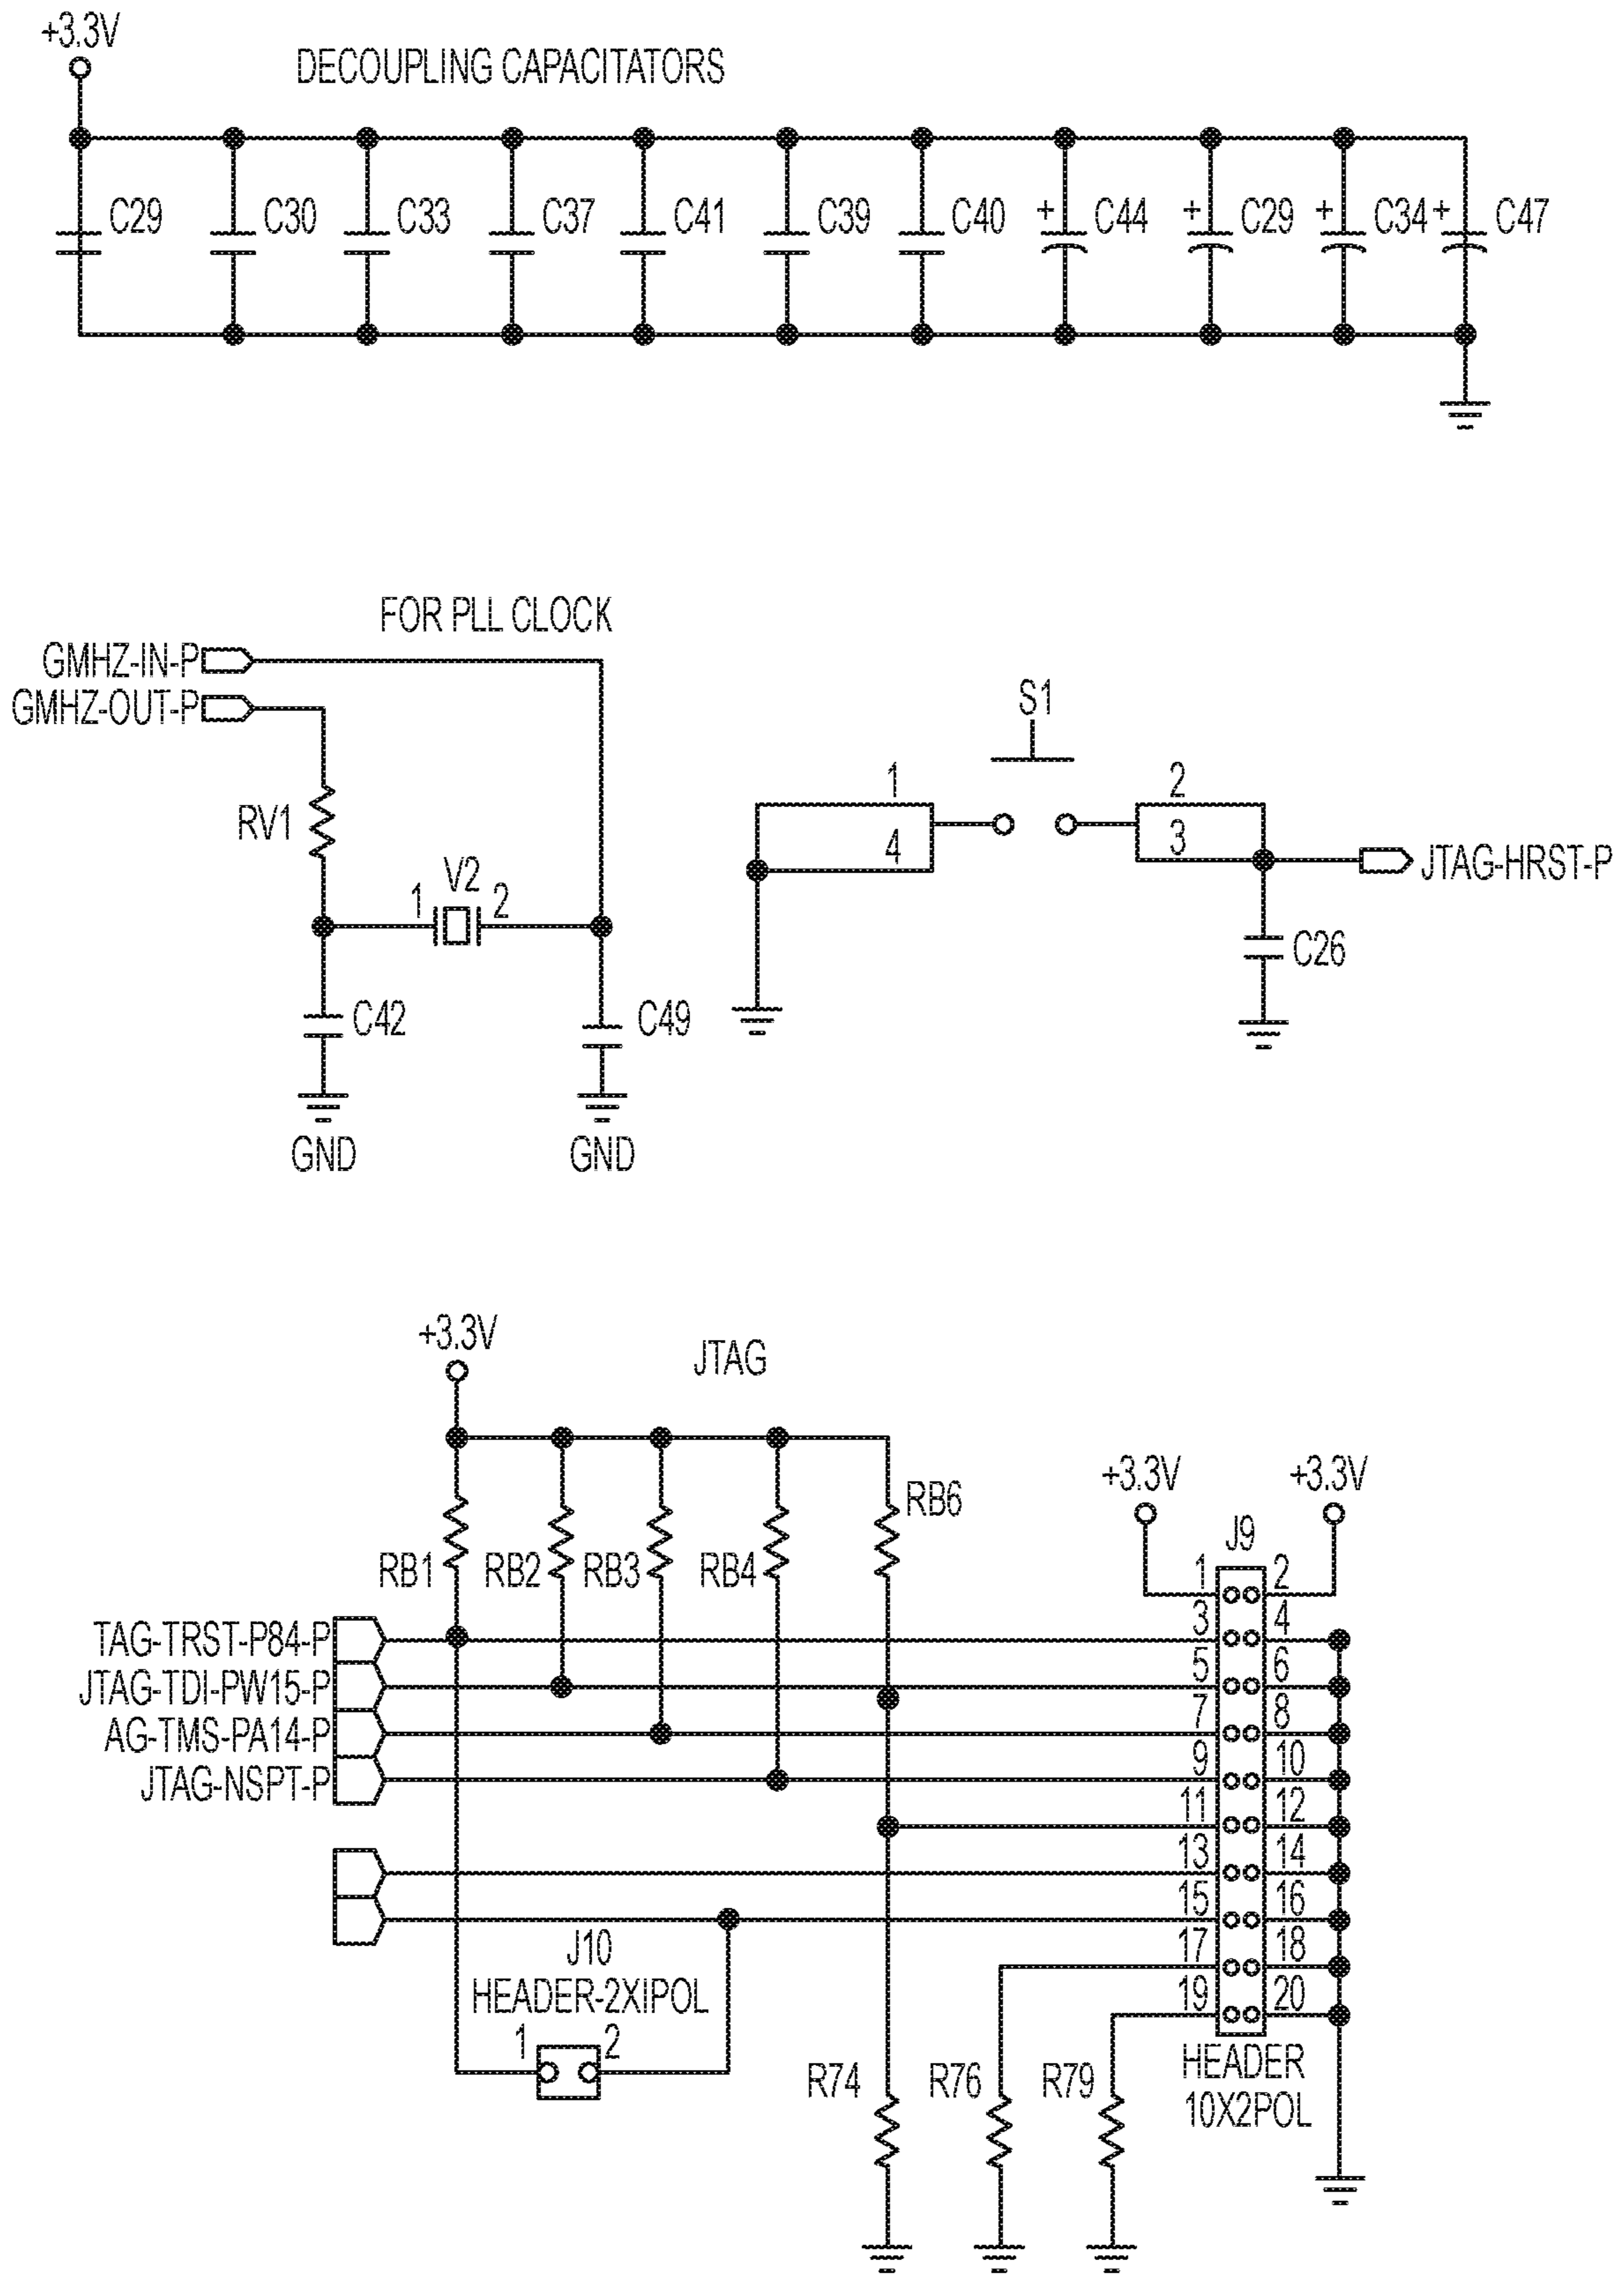 +3.3V
DECOUPLING CAPACITATORS
C29 C30 C33 C37 C41 C39 C40 + C44 + C29 + C34 + C47
FOR PLL CLOCK
GMHZ-IN-P
GMHZ-OUT-P
RV1
1 V2 2
C42
C49
GND
GND
S1
1
4
2
3
JTAG-HRST-P
C26
+3.3V
JTAG
RB1 RB2 RB3 RB4 RB6
+3.3V
+3.3V
J9
1 2
3 4
5 6
7 8
9 10
11 12
13 14
15 16
17 18
19 20
HEADER
10X2POL
TAG-TRST-P84-P
JTAG-TDI-PW15-P
AG-TMS-PA14-P
JTAG-NSPT-P
J10
HEADER-2XIPOL
1 2
R74 R76 R79